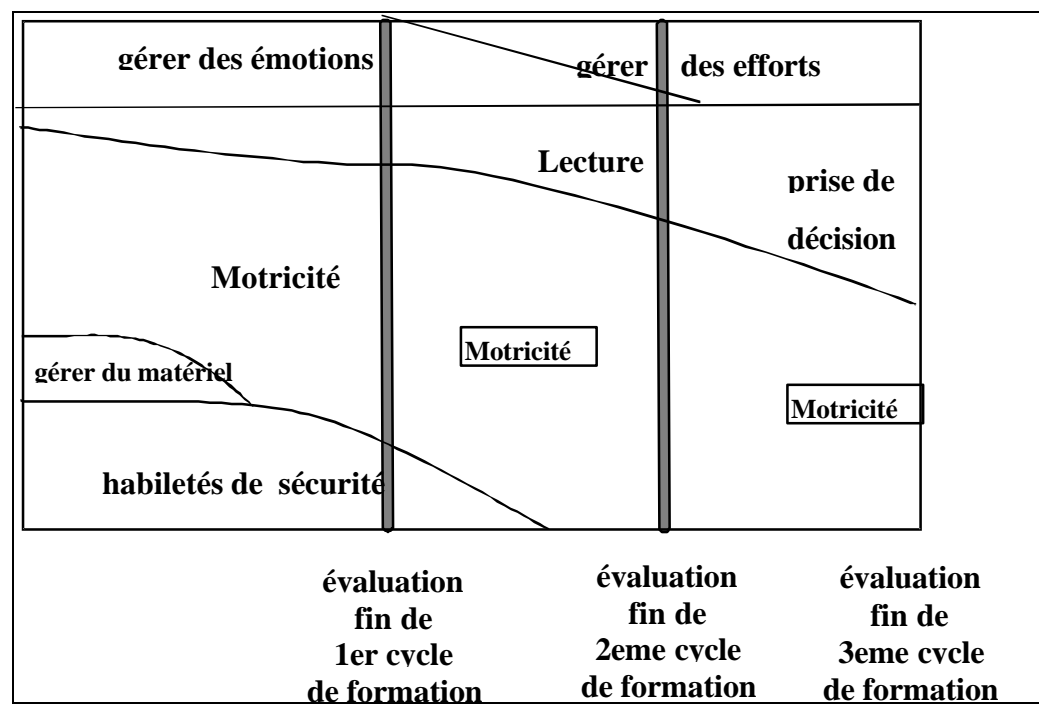 gérer des émotions
gérer des efforts
Lecture
prise de
décision
Motricité
Motricité
gérer du matériel
Motricité
habiletés de sécurité
évaluation
fin de
1er cycle
de formation
évaluation
fin de
2eme cycle
de formation
évaluation
fin de
3eme cycle
de formation